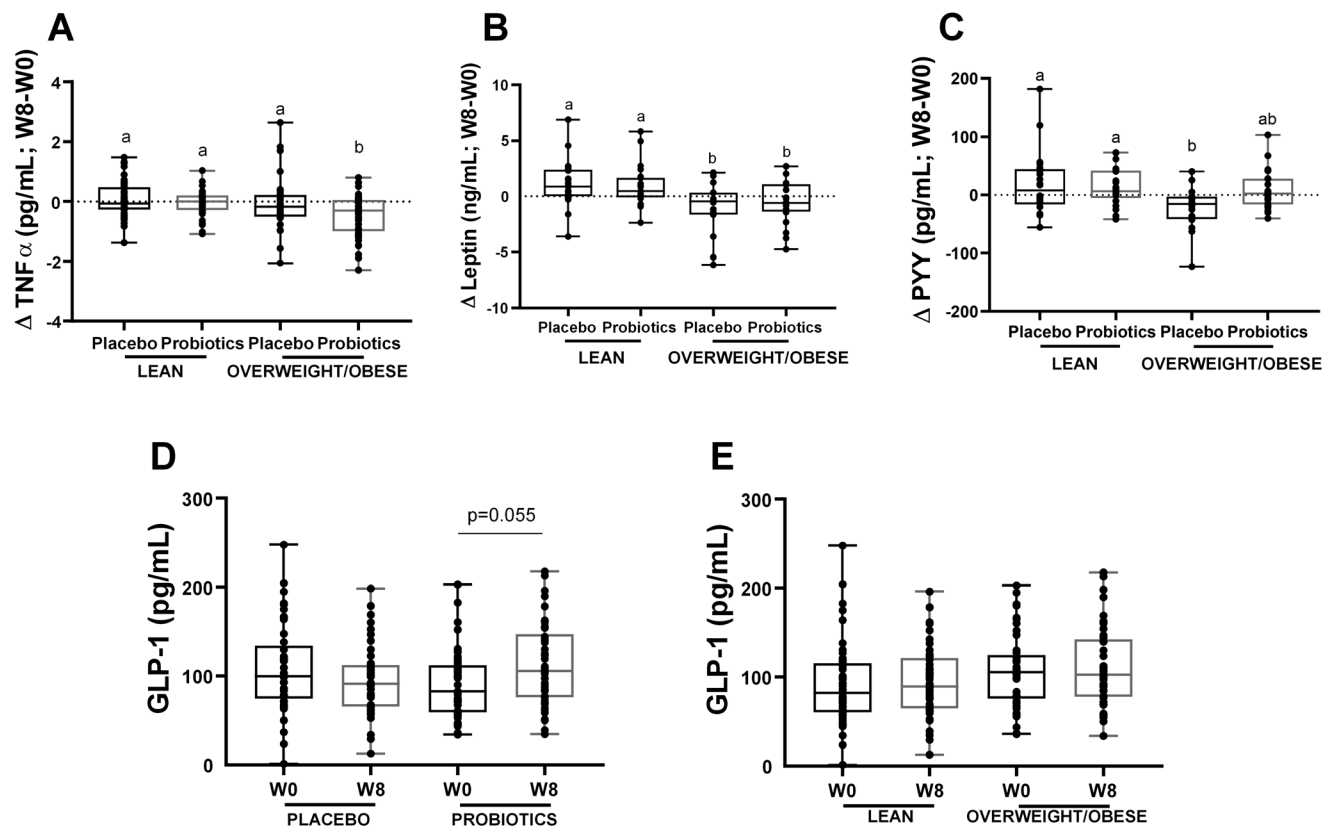 A
Δ TNFα (pg/mL; W8-W0)
4
2
0
-2
-4
a
a
a
b
Placebo Probiotics Placebo Probiotics
LEAN
OVERWEIGHT/OBESE
B
Δ Leptin (ng/mL; W8-W0)
10
5
0
-5
-10
a
a
b
b
Placebo Probiotics Placebo Probiotics
LEAN
OVERWEIGHT/OBESE
C
Δ PYY (pg/mL; W8-W0)
200
100
0
-100
-200
a
a
b
ab
Placebo Probiotics Placebo Probiotics
LEAN
OVERWEIGHT/OBESE
D
GLP-1 (pg/mL)
300
200
100
0
p=0.055
W0 W8 W0 W8
PLACEBO
PROBIOTICS
E
GLP-1 (pg/mL)
300
200
100
0
W0 W8 W0 W8
LEAN
OVERWEIGHT/OBESE